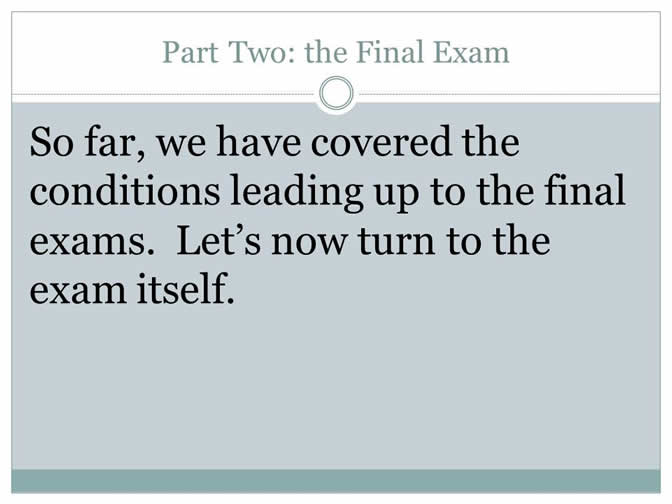 Part Two: the Final Exam
So far, we have covered the
conditions leading up to the final
exams.  Let’s now turn to the
exam itself.